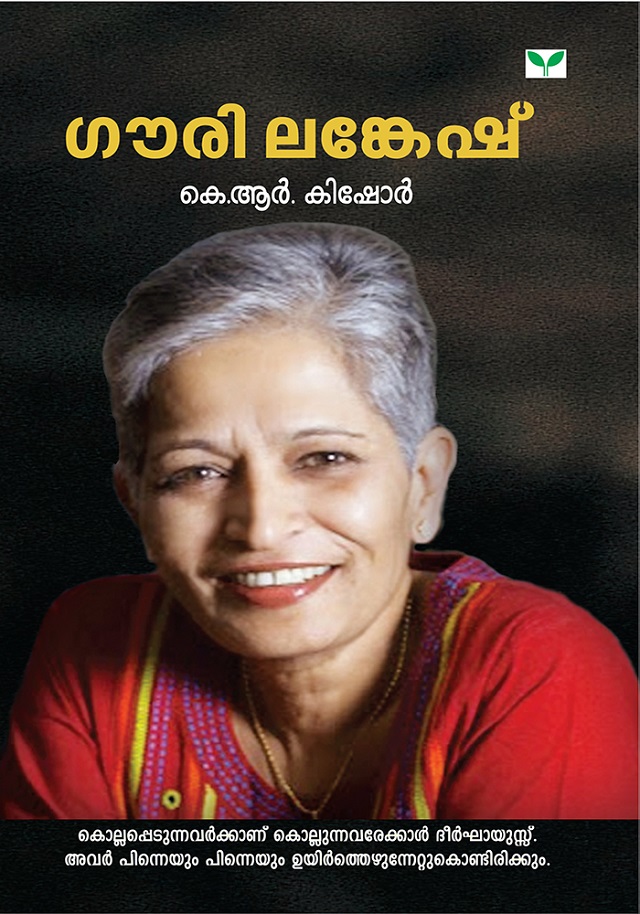 ഗൗരി ലങ്കേഷ്
കെ.ആർ. കിഷോർ
കൊല്ലപ്പെടുന്നവർക്കാണ് കൊല്ലുന്നവരേക്കാൾ ദീർഘായുസ്സ്.
അവർ പിന്നെയും പിന്നെയും ഉയിർത്തെഴുന്നേറ്റുകൊണ്ടിരിക്കും.